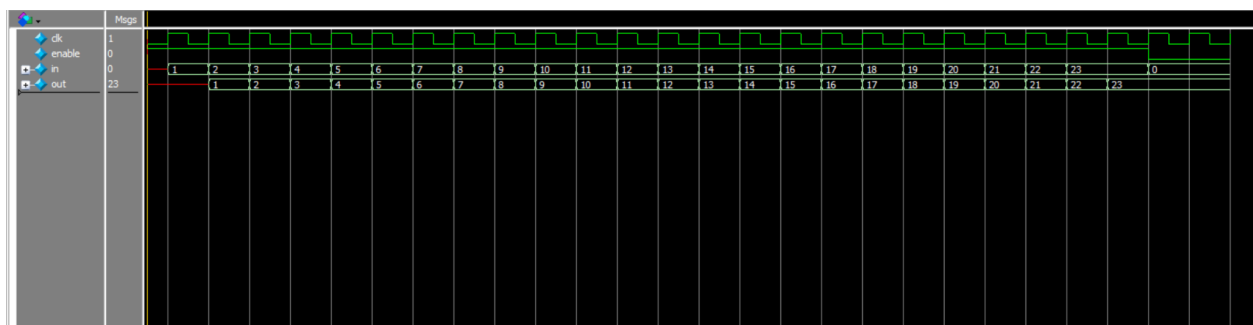 Msgs
clk 1
enable 0
in 0 1 2 3 4 5 6 7 8 9 10 11 12 13 14 15 16 17 18 19 20 21 22 23 0
out 23 1 2 3 4 5 6 7 8 9 10 11 12 13 14 15 16 17 18 19 20 21 22 23